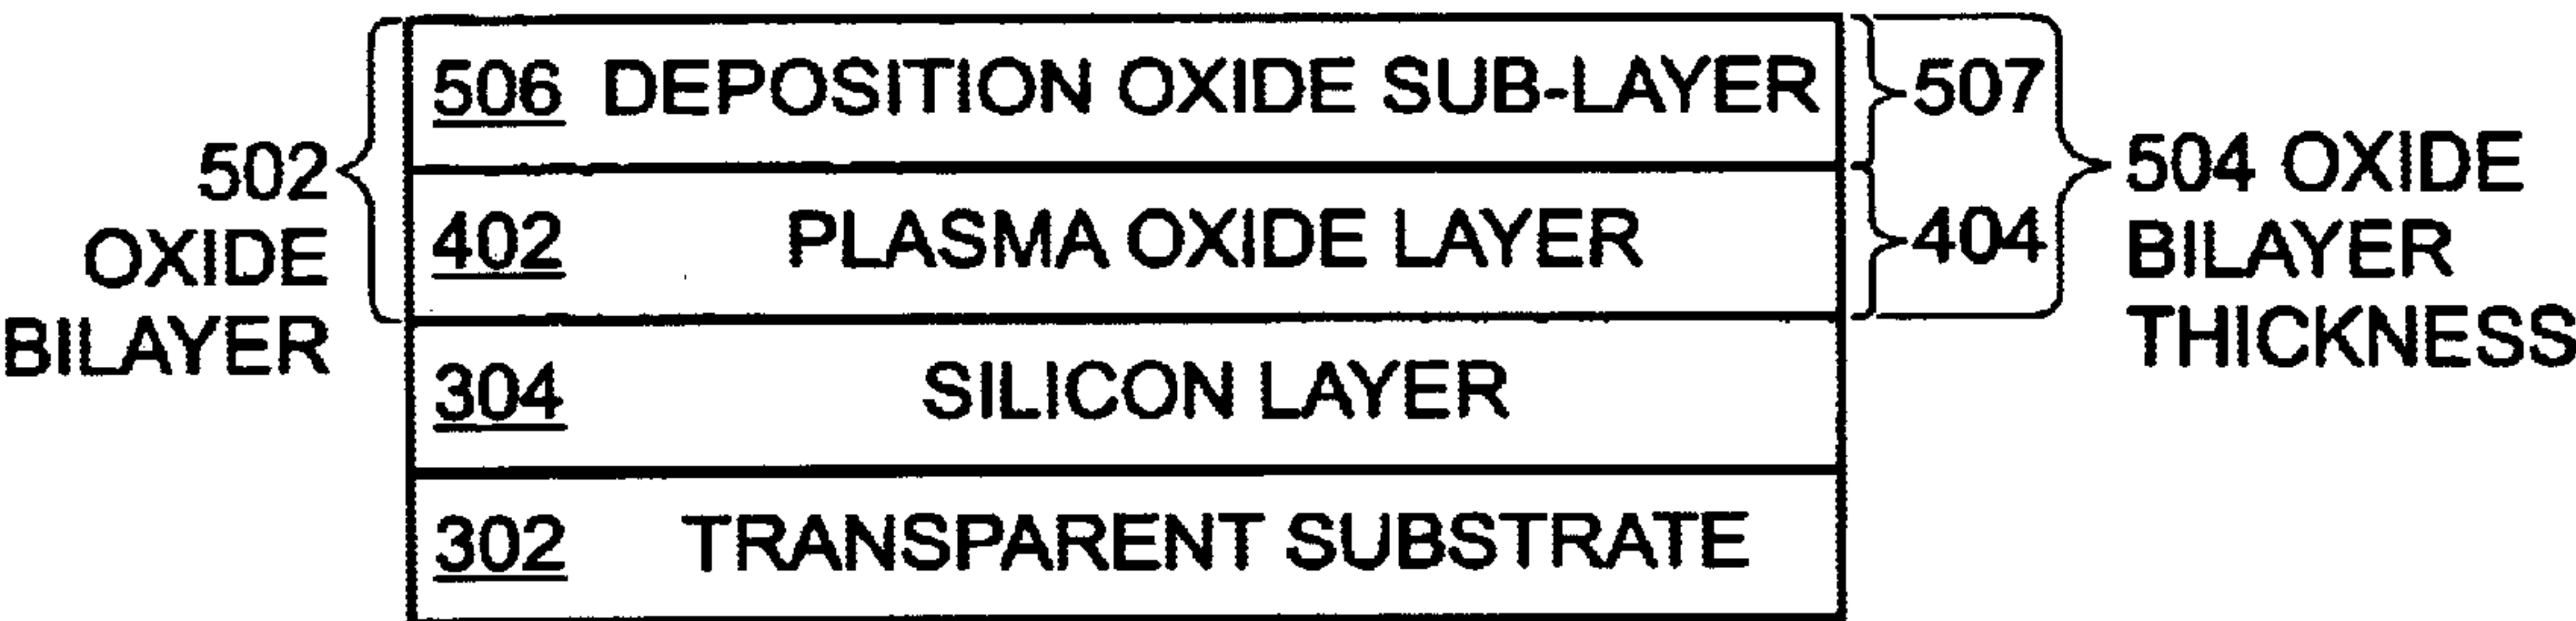 506 DEPOSITION OXIDE SUB-LAYER
507
502
OXIDE
BILAYER
402 PLASMA OXIDE LAYER
404
504 OXIDE
BILAYER
THICKNESS
304 SILICON LAYER
302 TRANSPARENT SUBSTRATE